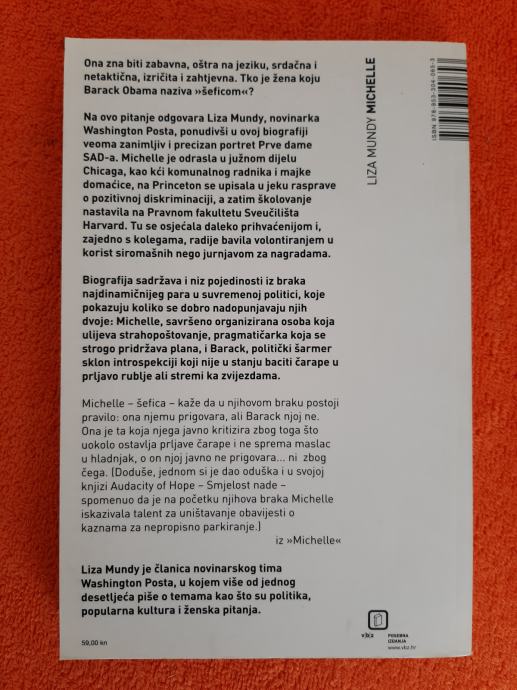 Ona zna biti zabavna, oštra na jeziku, srdačna i
netaktična, izričita i zahtjevna. Tko je žena koju
Barack Obama naziva »šeficom«?
Na ovo pitanje odgovara Liza Mundy, novinarka
Washington Posta, ponudivši u ovoj biografiji
veoma zanimljiv i precizan portret Prve dame
SAD-a. Michelle je odrasla u južnom dijelu
Chicaga, kao kći komunalnog radnika i majke
domaćice, na Princeton se upisala u jeku rasprave
o pozitivnoj diskriminaciji, a zatim školovanje
nastavila na Pravnom fakultetu Sveučilišta
Harvard. Tu se osjećala daleko prihvaćenijom i,
zajedno s kolegama, radije bavila volontiranjem u
korist siromašnih nego jurnjavom za nagradama.
Biografija sadržava i niz pojedinosti iz braka
najdinamičnijeg para u suvremenoj politici, koje
pokazuju koliko se dobro nadopunjavaju njih
dvoje: Michelle, savršeno organizirana osoba koja
ulijeva strahopoštovanje, pragmatičarka koja se
strogo pridržava plana, i Barack, politički šarmer
sklon introspekciji koji nije u stanju baciti čarape u
prljavo rublje ali stremi ka zvijezdama.
Michelle – šefica – kaže da u njihovom braku postoji
pravilo: ona njemu prigovara, ali Barack njoj ne.
Ona je ta koja njega javno kritizira zbog toga što
uokolo ostavlja prljave čarape i ne sprema maslac
u hladnjak, o on njoj javno ne prigovara... ni zbog
čega. (Doduše, jednom si je dao oduška i u svojoj
knjizi Audacity of Hope – Smjelost nade –
spomenuo da je na početku njihova braka Michelle
iskazivala talent za uništavanje obavijesti o
kaznama za nepropisno parkiranje.)
iz »Michelle«
Liza Mundy je članica novinarskog tima
Washington Posta, u kojem više od jednog
desetljeća piše o temama kao što su politika,
popularna kultura i ženska pitanja.
59,00 kn
LIZA MUNDY MICHELLE
ISBN 978-953-304-065-3
v|b|z
POSEBNA
IZDANJA
www.vbz.hr